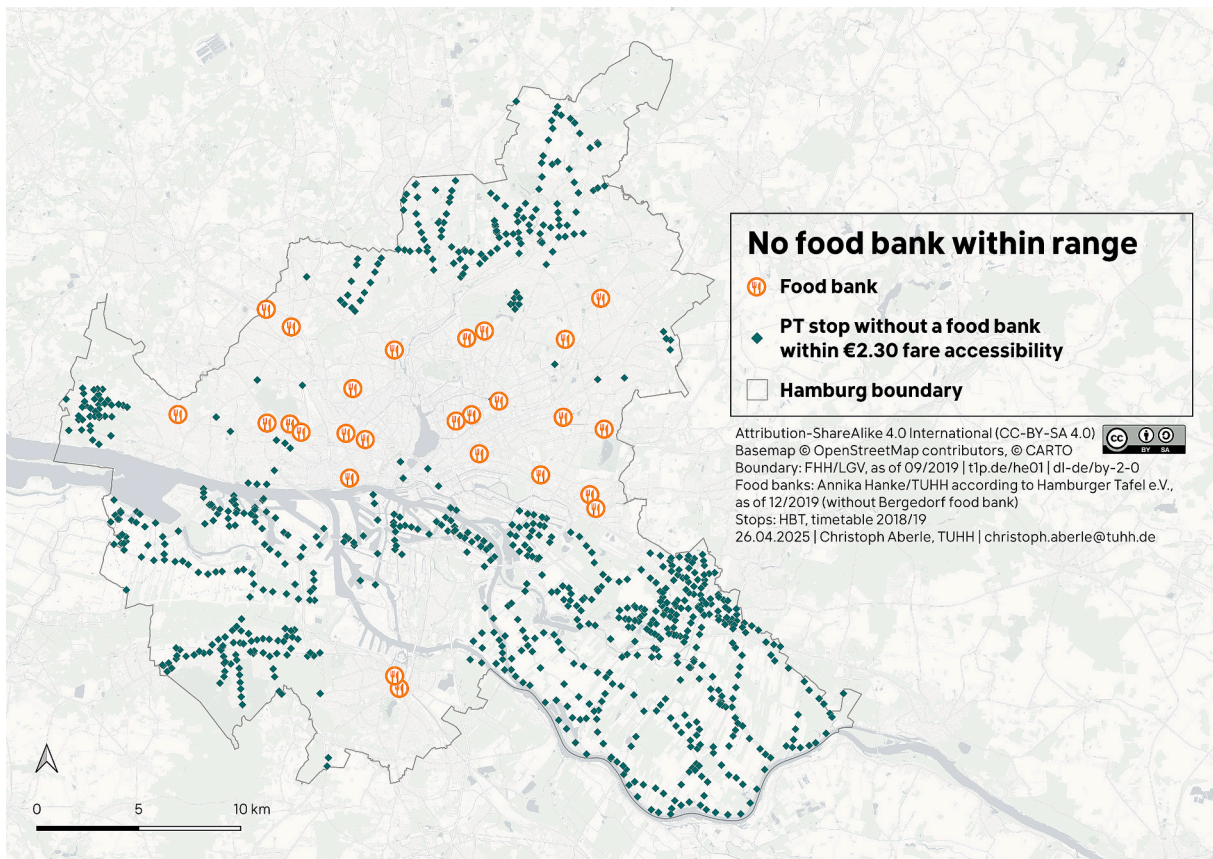 No food bank within range
Food bank
PT stop without a food bank
within €2.30 fare accessibility
Hamburg boundary
Attribution-ShareAlike 4.0 International (CC-BY-SA 4.0)
cc
BY SA
Basemap © OpenStreetMap contributors, © CARTO
Boundary: FHH/LGV, as of 09/2019 | t1p.de/he01 | dl-de/by-2-0
Food banks: Annika Hanke/TUHH according to Hamburger Tafel e.V.,
as of 12/2019 (without Bergedorf food bank)
Stops: HBT, timetable 2018/19
26.04.2025 | Christoph Aberle, TUHH | christoph.aberle@tuhh.de
0 5 10 km